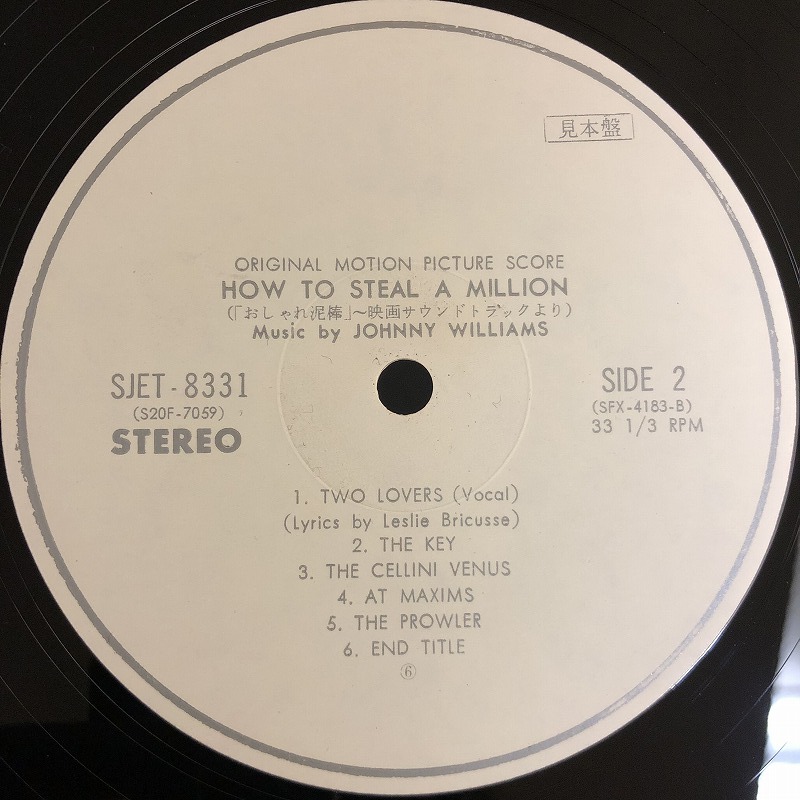 見本盤
ORIGINAL MOTION PICTURE SCORE
HOW TO STEAL A MILLION
(「おしゃれ泥棒」〜映画サウンドトラックより)
Music by JOHNNY WILLIAMS
SJET-8331
(S20F-7059)
STEREO
SIDE 2
(SFX-4183-B)
33 1/3 RPM
1. TWO LOVERS (Vocal)
(Lyrics by Leslie Bricusse)
2. THE KEY
3. THE CELLINI VENUS
4. AT MAXIMS
5. THE PROWLER
6. END TITLE
⑥